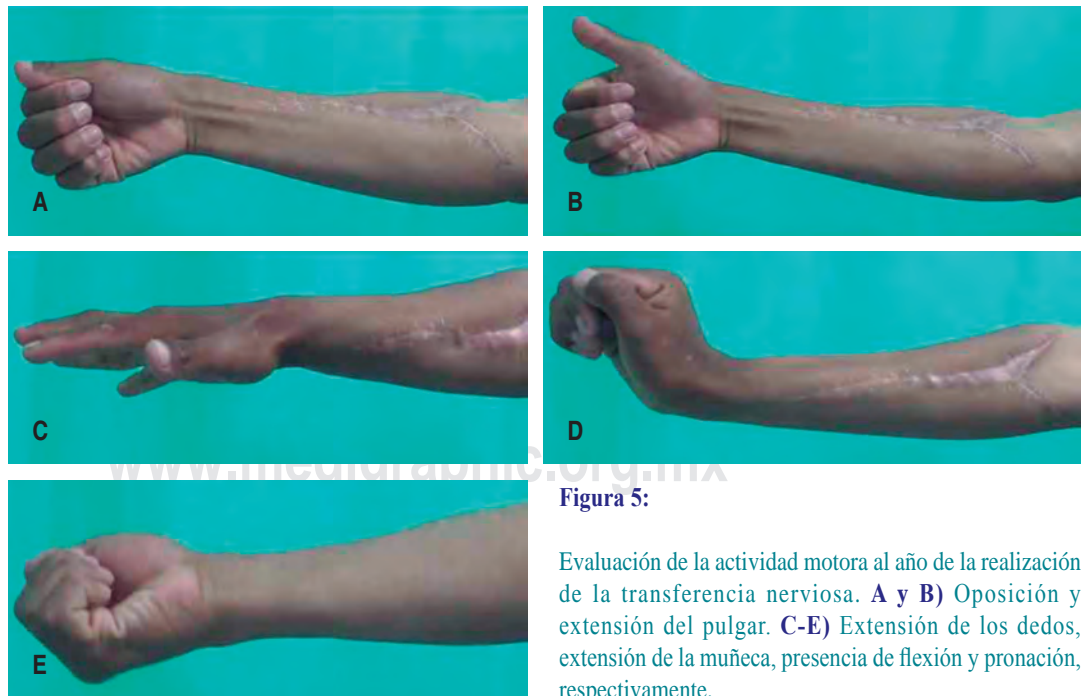 A
B
C
D
www.medigraphic.org.mx
E
Figura 5:
Evaluación de la actividad motora al año de la realización
de la transferencia nerviosa. A y B) Oposición y
extensión del pulgar. C-E) Extensión de los dedos,
extensión de la muñeca, presencia de flexión y pronación,
respectivamente.